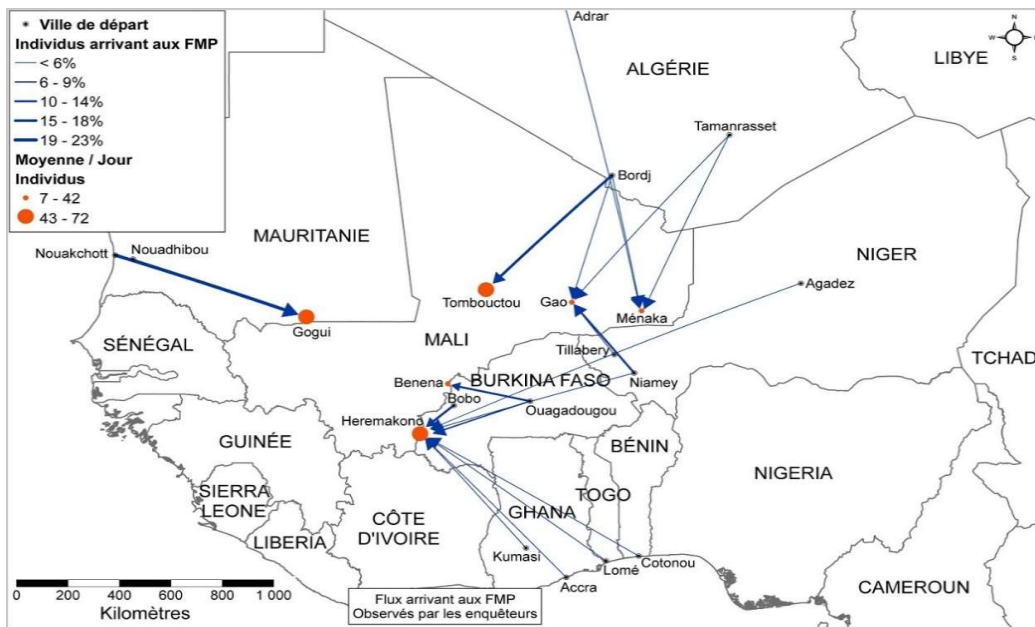 Ville de départ
Individus arrivant aux FMP
< 6%
6 - 9%
10 - 14%
15 - 18%
19 - 23%
Moyenne / Jour
Individus
7 - 42
43 - 72
Adrar
N
W
S
ALGÉRIE
LIBYE
Tamanrasset
Bordj
MAURITANIE
Nouakchott
Nouadhibou
NIGER
Agadez
Tombouctou
Gao
Ménaka
Gogui
MALI
SÉNÉGAL
Tillabery
TCHAD
Benena
BURKINA FASO
Niamey
Bobo
Ouagadougou
Heremakono
GUINÉE
BÉNIN
NIGERIA
SIERRA
LEONE
GHANA
TOGO
CÔTE
D'IVOIRE
LIBERIA
Kumasi
Lomé
Cotonou
Accra
CAMEROUN
0 200 400 600 800 1 000
Kilomètres
Flux arrivant aux FMP
Observés par les enquêteurs